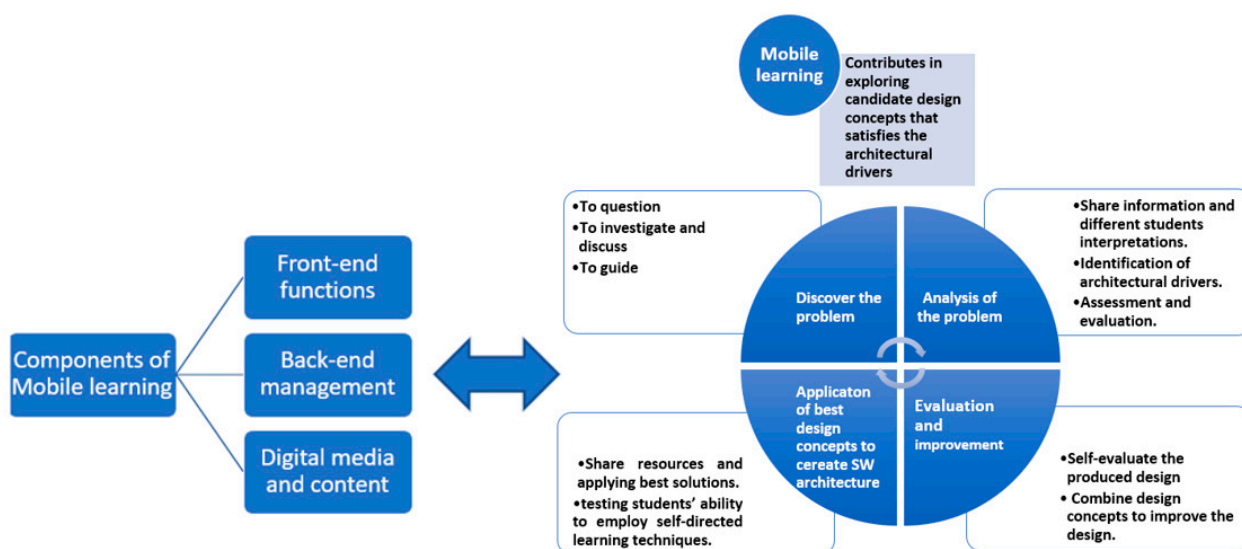 Components of
Mobile learning
Front-end
functions
Back-end
management
Digital media
and content
Mobile
learning
Contributes in
exploring
candidate design
concepts that
satisfies the
architectural
drivers
•To question
•To investigate and
discuss
•To guide
•Share information and
different students
interpretations.
•Identification of
architectural drivers.
•Assessment and
evaluation.
Discover the
problem
Analysis of
the problem
Applicaton of best
design
concepts to
cereate SW
architecture
Evaluation
and
improvement
•Share resources and
applying best solutions.
•testing students’ ability
to employ self-directed
learning techniques.
•Self-evaluate the
produced design
• Combine design
concepts to improve the
design.